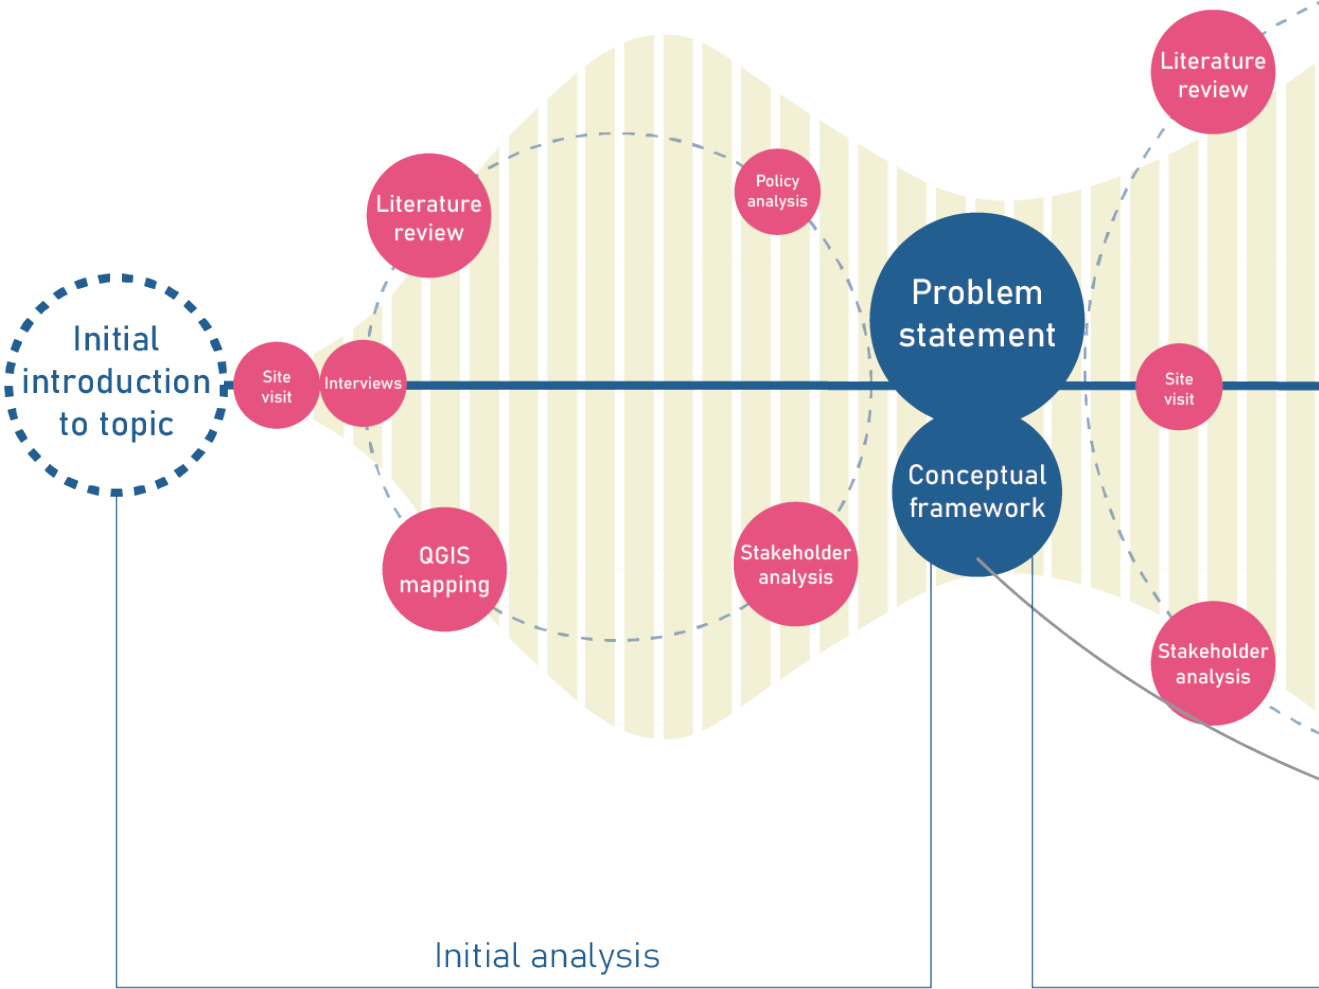 Initial
introduction
to topic
Site
visit
Interviews
Literature
review
QGIS
mapping
Policy
analysis
Stakeholder
analysis
Problem
statement
Conceptual
framework
Literature
review
Site
visit
Stakeholder
analysis
Initial analysis